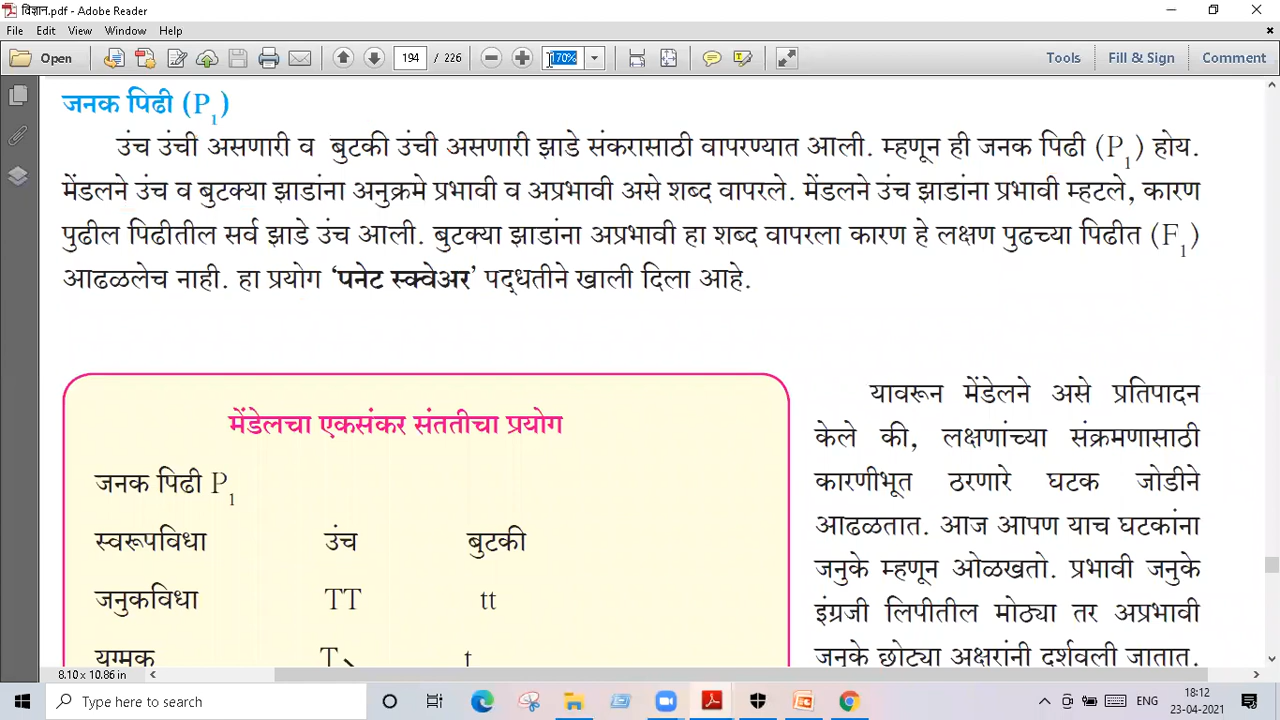 विज्ञान.pdf - Adobe Reader
File Edit View Window Help
Open 194 / 226 170% Tools Fill & Sign Comment
जनक पिढी (P1)
उंच उंची असणारी व बुटकी उंची असणारी झाडे संकरासाठी वापरण्यात आली. म्हणून ही जनक पिढी (P1) होय.
मेंडेलने उंच व बुटक्या झाडांना अनुक्रमे प्रभावी व अप्रभावी असे शब्द वापरले. मेंडेलने उंच झाडांना प्रभावी म्हटले, कारण
पुढील पिढीतील सर्व झाडे उंच आली. बुटक्या झाडांना अप्रभावी हा शब्द वापरला कारण हे लक्षण पुढच्या पिढीत (F1)
आढळलेच नाही. हा प्रयोग ‘पनेट स्क्वेअर’ पद्धतीने खाली दिला आहे.
मेंडेलचा एकसंकर संततीचा प्रयोग
जनक पिढी P1
स्वरूपविधा उंच बुटकी
जनुकविधा TT tt
युग्मक T t
यावरून मेंडेलने असे प्रतिपादन
केले की, लक्षणांच्या संक्रमणासाठी
कारणीभूत ठरणारे घटक जोडीने
आढळतात. आज आपण याच घटकांना
जनुके म्हणून ओळखतो. प्रभावी जनुके
इंग्रजी लिपीतील मोठ्या तर अप्रभावी
जनुके छोट्या अक्षरांनी दर्शवली जातात.
8.10 x 10.86 in
Type here to search
ENG
18:12
23-04-2021